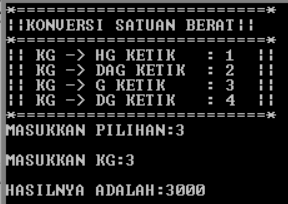 *============================*
||KONVERSI SATUAN BERAT||
*============================*
|| KG -> HG KETIK : 1 ||
|| KG -> DAG KETIK : 2 ||
|| KG -> G KETIK : 3 ||
|| KG -> DG KETIK : 4 ||
*============================*
MASUKKAN PILIHAN:3
MASUKKAN KG:3
HASILNYA ADALAH:3000